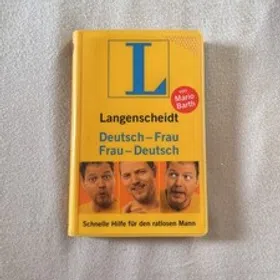 L
von
Mario
Barth
Langenscheidt
Deutsch – Frau
Frau – Deutsch
Schnelle Hilfe für den ratlosen Mann